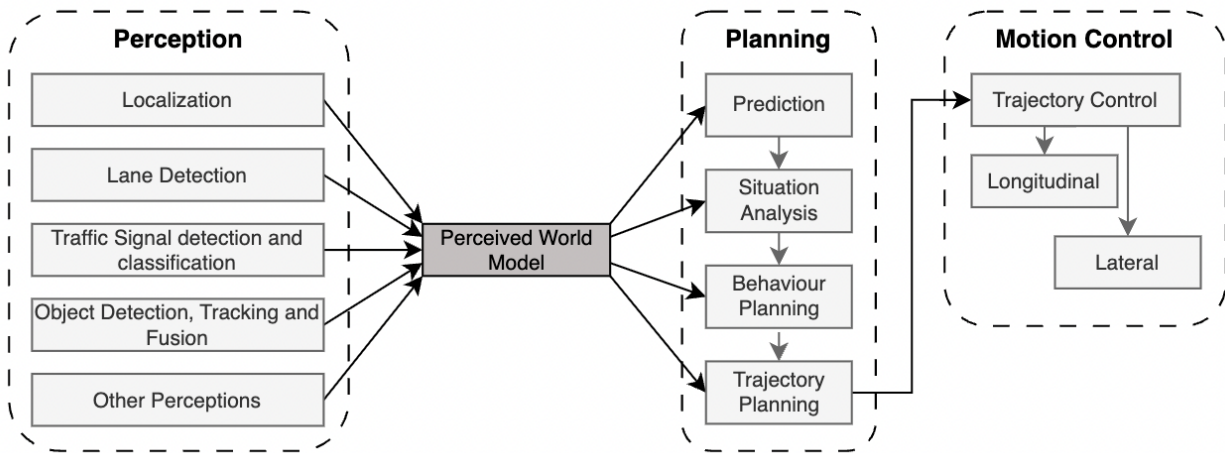 Perception
Localization
Lane Detection
Traffic Signal detection and
classification
Object Detection, Tracking and
Fusion
Other Perceptions
Perceived World
Model
Planning
Prediction
Situation
Analysis
Behaviour
Planning
Trajectory
Planning
Motion Control
Trajectory Control
Longitudinal
Lateral